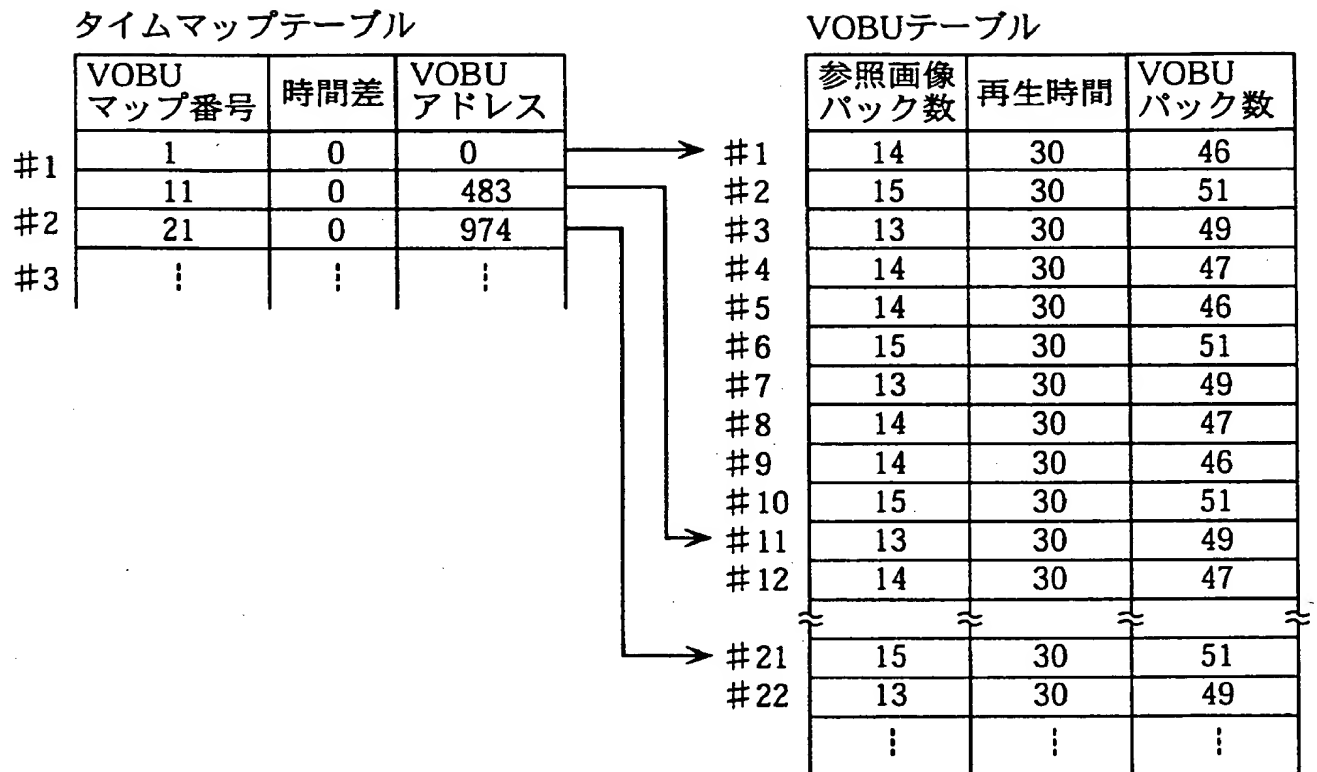 タイムマップテーブル
VOBU マップ番号 時間差 VOBU アドレス
#1 1 0 0
11 0 483
#2 21 0 974
#3
VOBUテーブル
参照画像パック数 再生時間 VOBU パック数
#1 14 30 46
#2 15 30 51
#3 13 30 49
#4 14 30 47
#5 14 30 46
#6 15 30 51
#7 13 30 49
#8 14 30 47
#9 14 30 46
#10 15 30 51
#11 13 30 49
#12 14 30 47
#21 15 30 51
#22 13 30 49